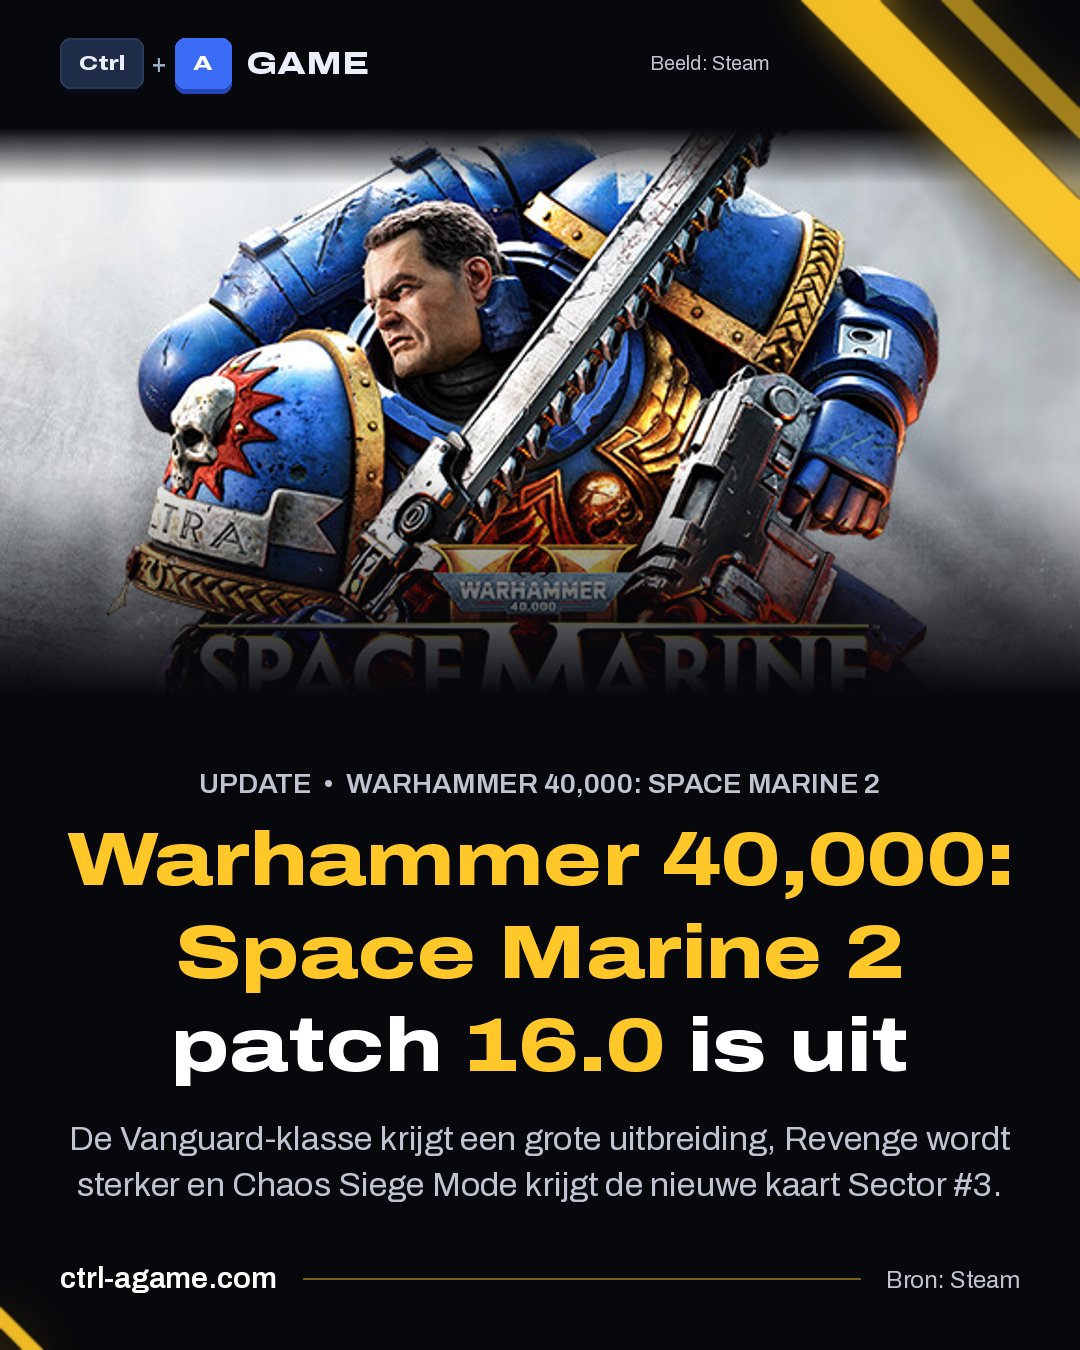 Ctrl + A GAME
Beeld: Steam
LTRA
WARHAMMER
40,000
SPACE MARINE
UPDATE • WARHAMMER 40,000: SPACE MARINE 2
Warhammer 40,000:
Space Marine 2
patch 16.0 is uit
De Vanguard-klasse krijgt een grote uitbreiding, Revenge wordt
sterker en Chaos Siege Mode krijgt de nieuwe kaart Sector #3.
ctrl-agame.com
Bron: Steam